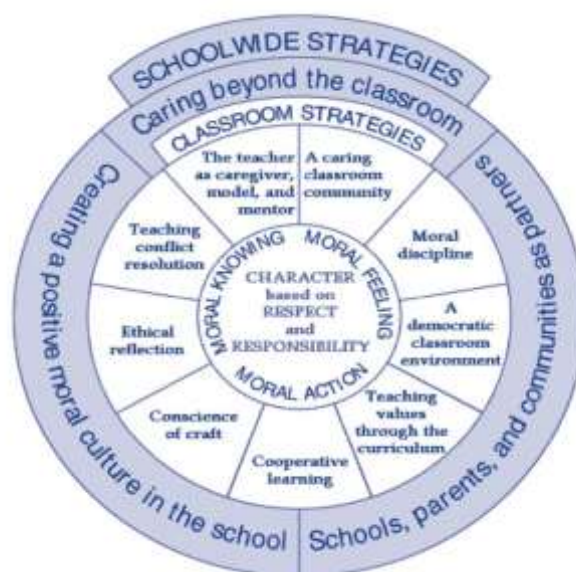 SCHOOLWIDE STRATEGIES
Caring beyond the classroom
CLASSROOM STRATEGIES
The teacher
as caregiver,
model, and
mentor
A caring
classroom
community
Moral
discipline
A
democratic
classroom
environment
Teaching
values
through the
curriculum
Cooperative
learning
Conscience
of craft
Ethical
reflection
Teaching
conflict
resolution
MORAL KNOWING
MORAL FEELING
MORAL ACTION
CHARACTER
based on
RESPECT
and
RESPONSIBILITY
Creating a positive moral culture in the school
Schools, parents, and communities as partners